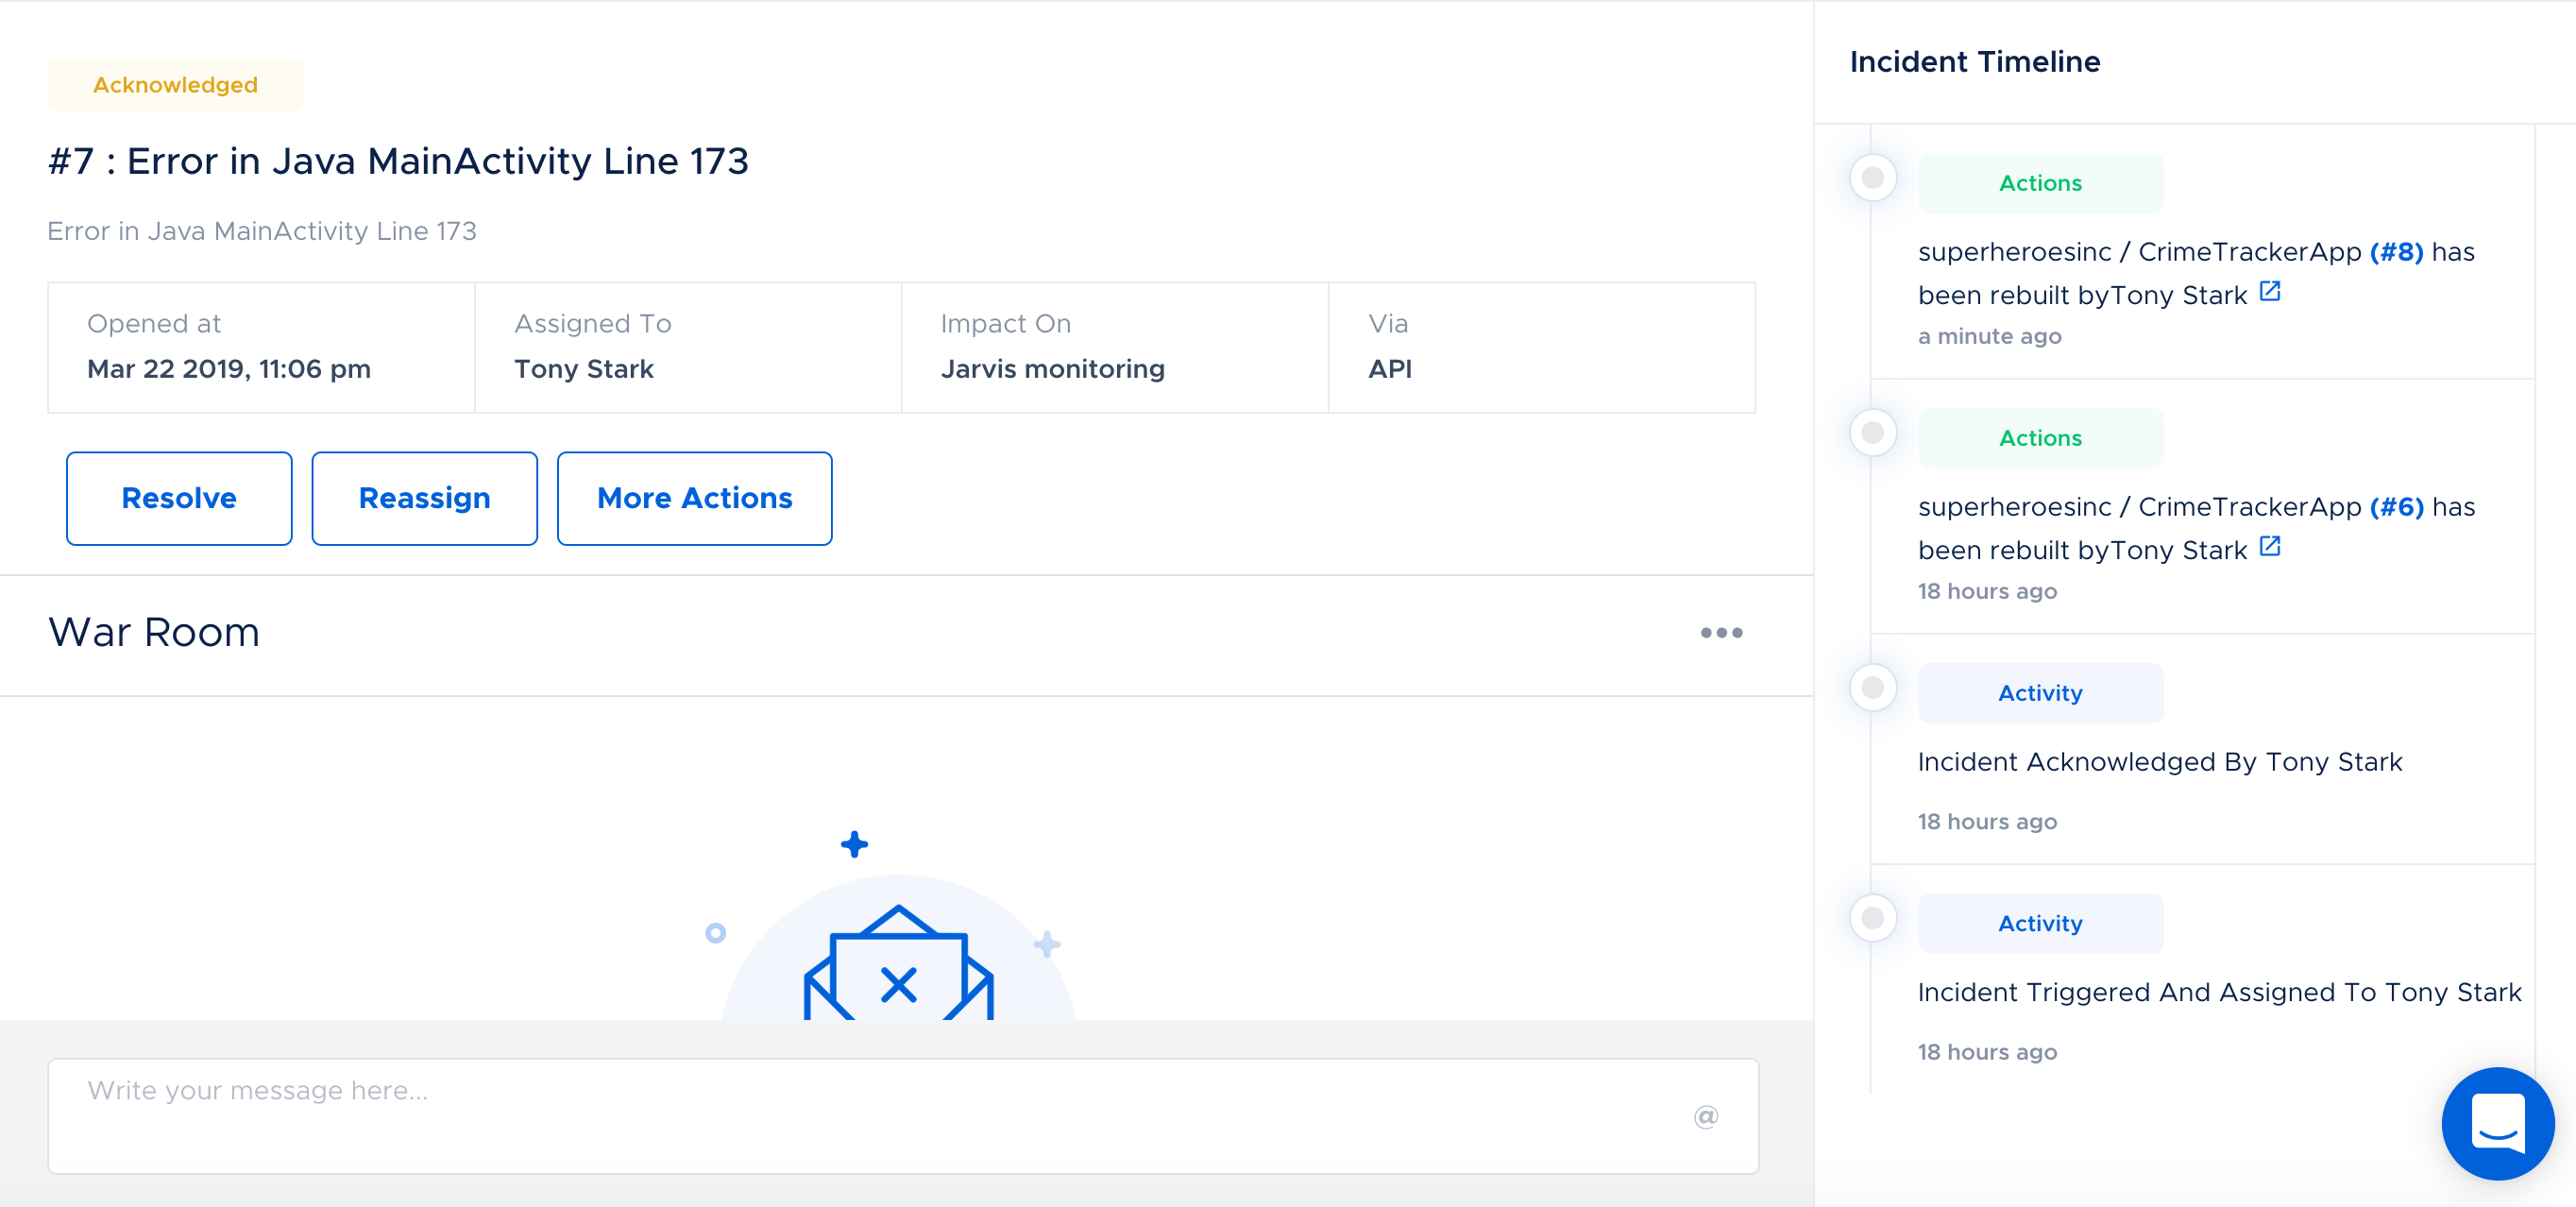 Acknowledged
#7 : Error in Java MainActivity Line 173
Error in Java MainActivity Line 173
Opened at
Mar 22 2019, 11:06 pm
Assigned To
Tony Stark
Impact On
Jarvis monitoring
Via
API
Resolve
Reassign
More Actions
War Room
Write your message here...
@
Incident Timeline
Actions
superheroesinc / CrimeTrackerApp (#8) has
been rebuilt byTony Stark
a minute ago
Actions
superheroesinc / CrimeTrackerApp (#6) has
been rebuilt byTony Stark
18 hours ago
Activity
Incident Acknowledged By Tony Stark
18 hours ago
Activity
Incident Triggered And Assigned To Tony Stark
18 hours ago